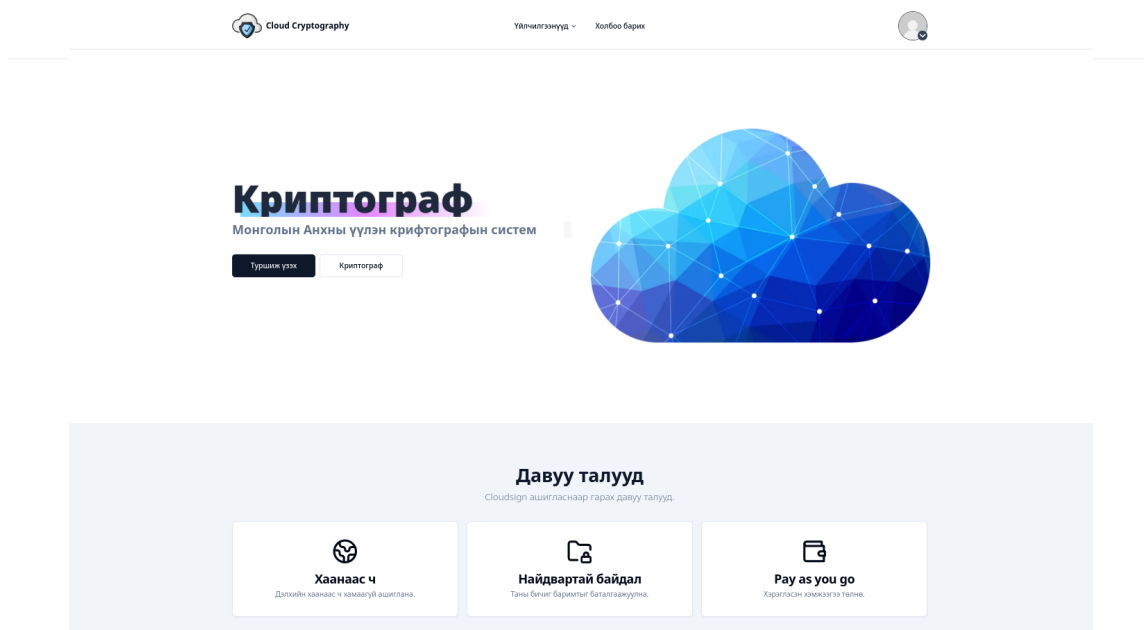 Cloud Cryptography
Үйлчилгээнүүд
Холбоо барих
Криптограф
Монголын Анхны үүлэн крифтографын систем
Туршиж үзэх
Криптограф
Давуу талууд
Cloudsign ашигласнаар гарах давуу талууд.
Хаанаас ч
Дэлхийн хаанаас ч хамаагүй ашиглана.
Найдвартай байдал
Таны бичиг баримтыг баталгаажуулна.
Pay as you go
Хэрэглэсэн хэмжээгээ төлнө.